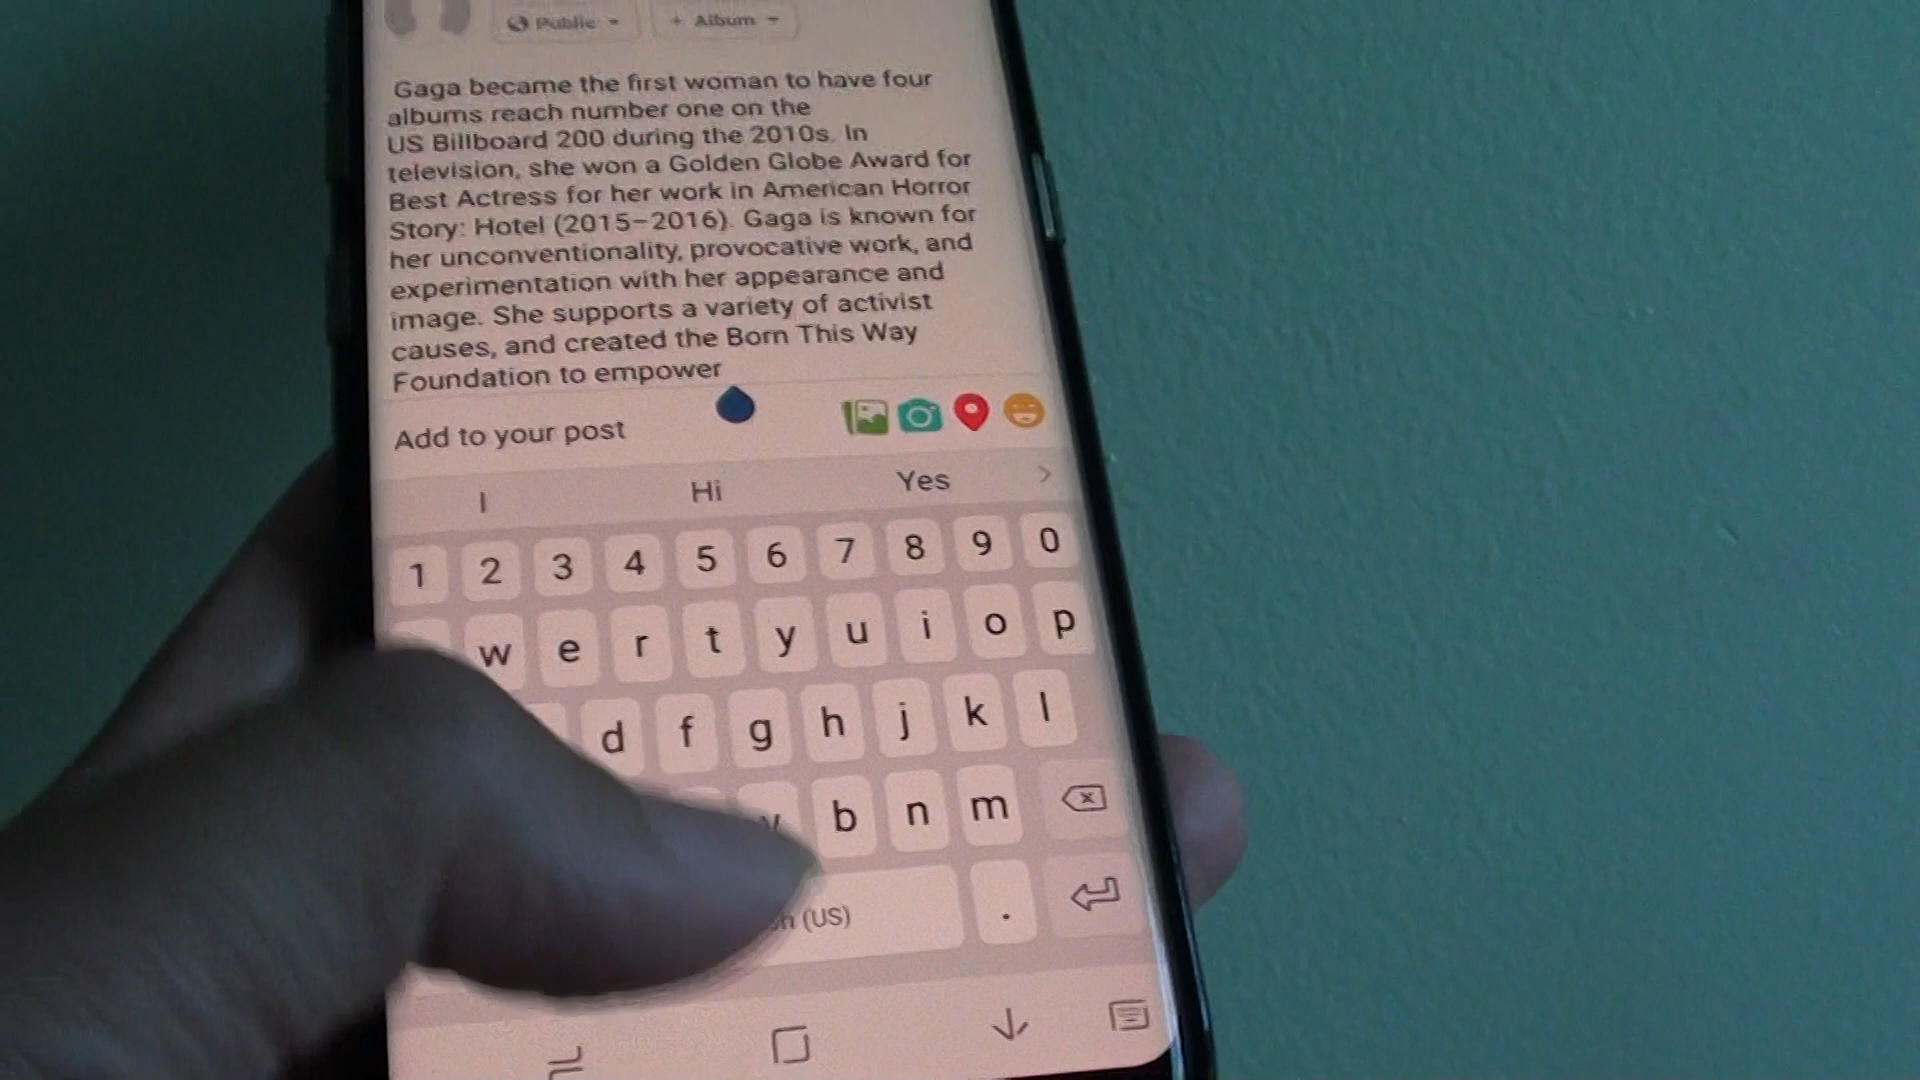 Public
+ Album
Gaga became the first woman to have four
albums reach number one on the
US Billboard 200 during the 2010s. In
television, she won a Golden Globe Award for
Best Actress for her work in American Horror
Story: Hotel (2015–2016). Gaga is known for
her unconventionality, provocative work, and
experimentation with her appearance and
image. She supports a variety of activist
causes, and created the Born This Way
Foundation to empower
Add to your post
I Hi Yes
1 2 3 4 5 6 7 8 9 0
w e r t y u i o p
d f g h j k l
v b n m
(US) .